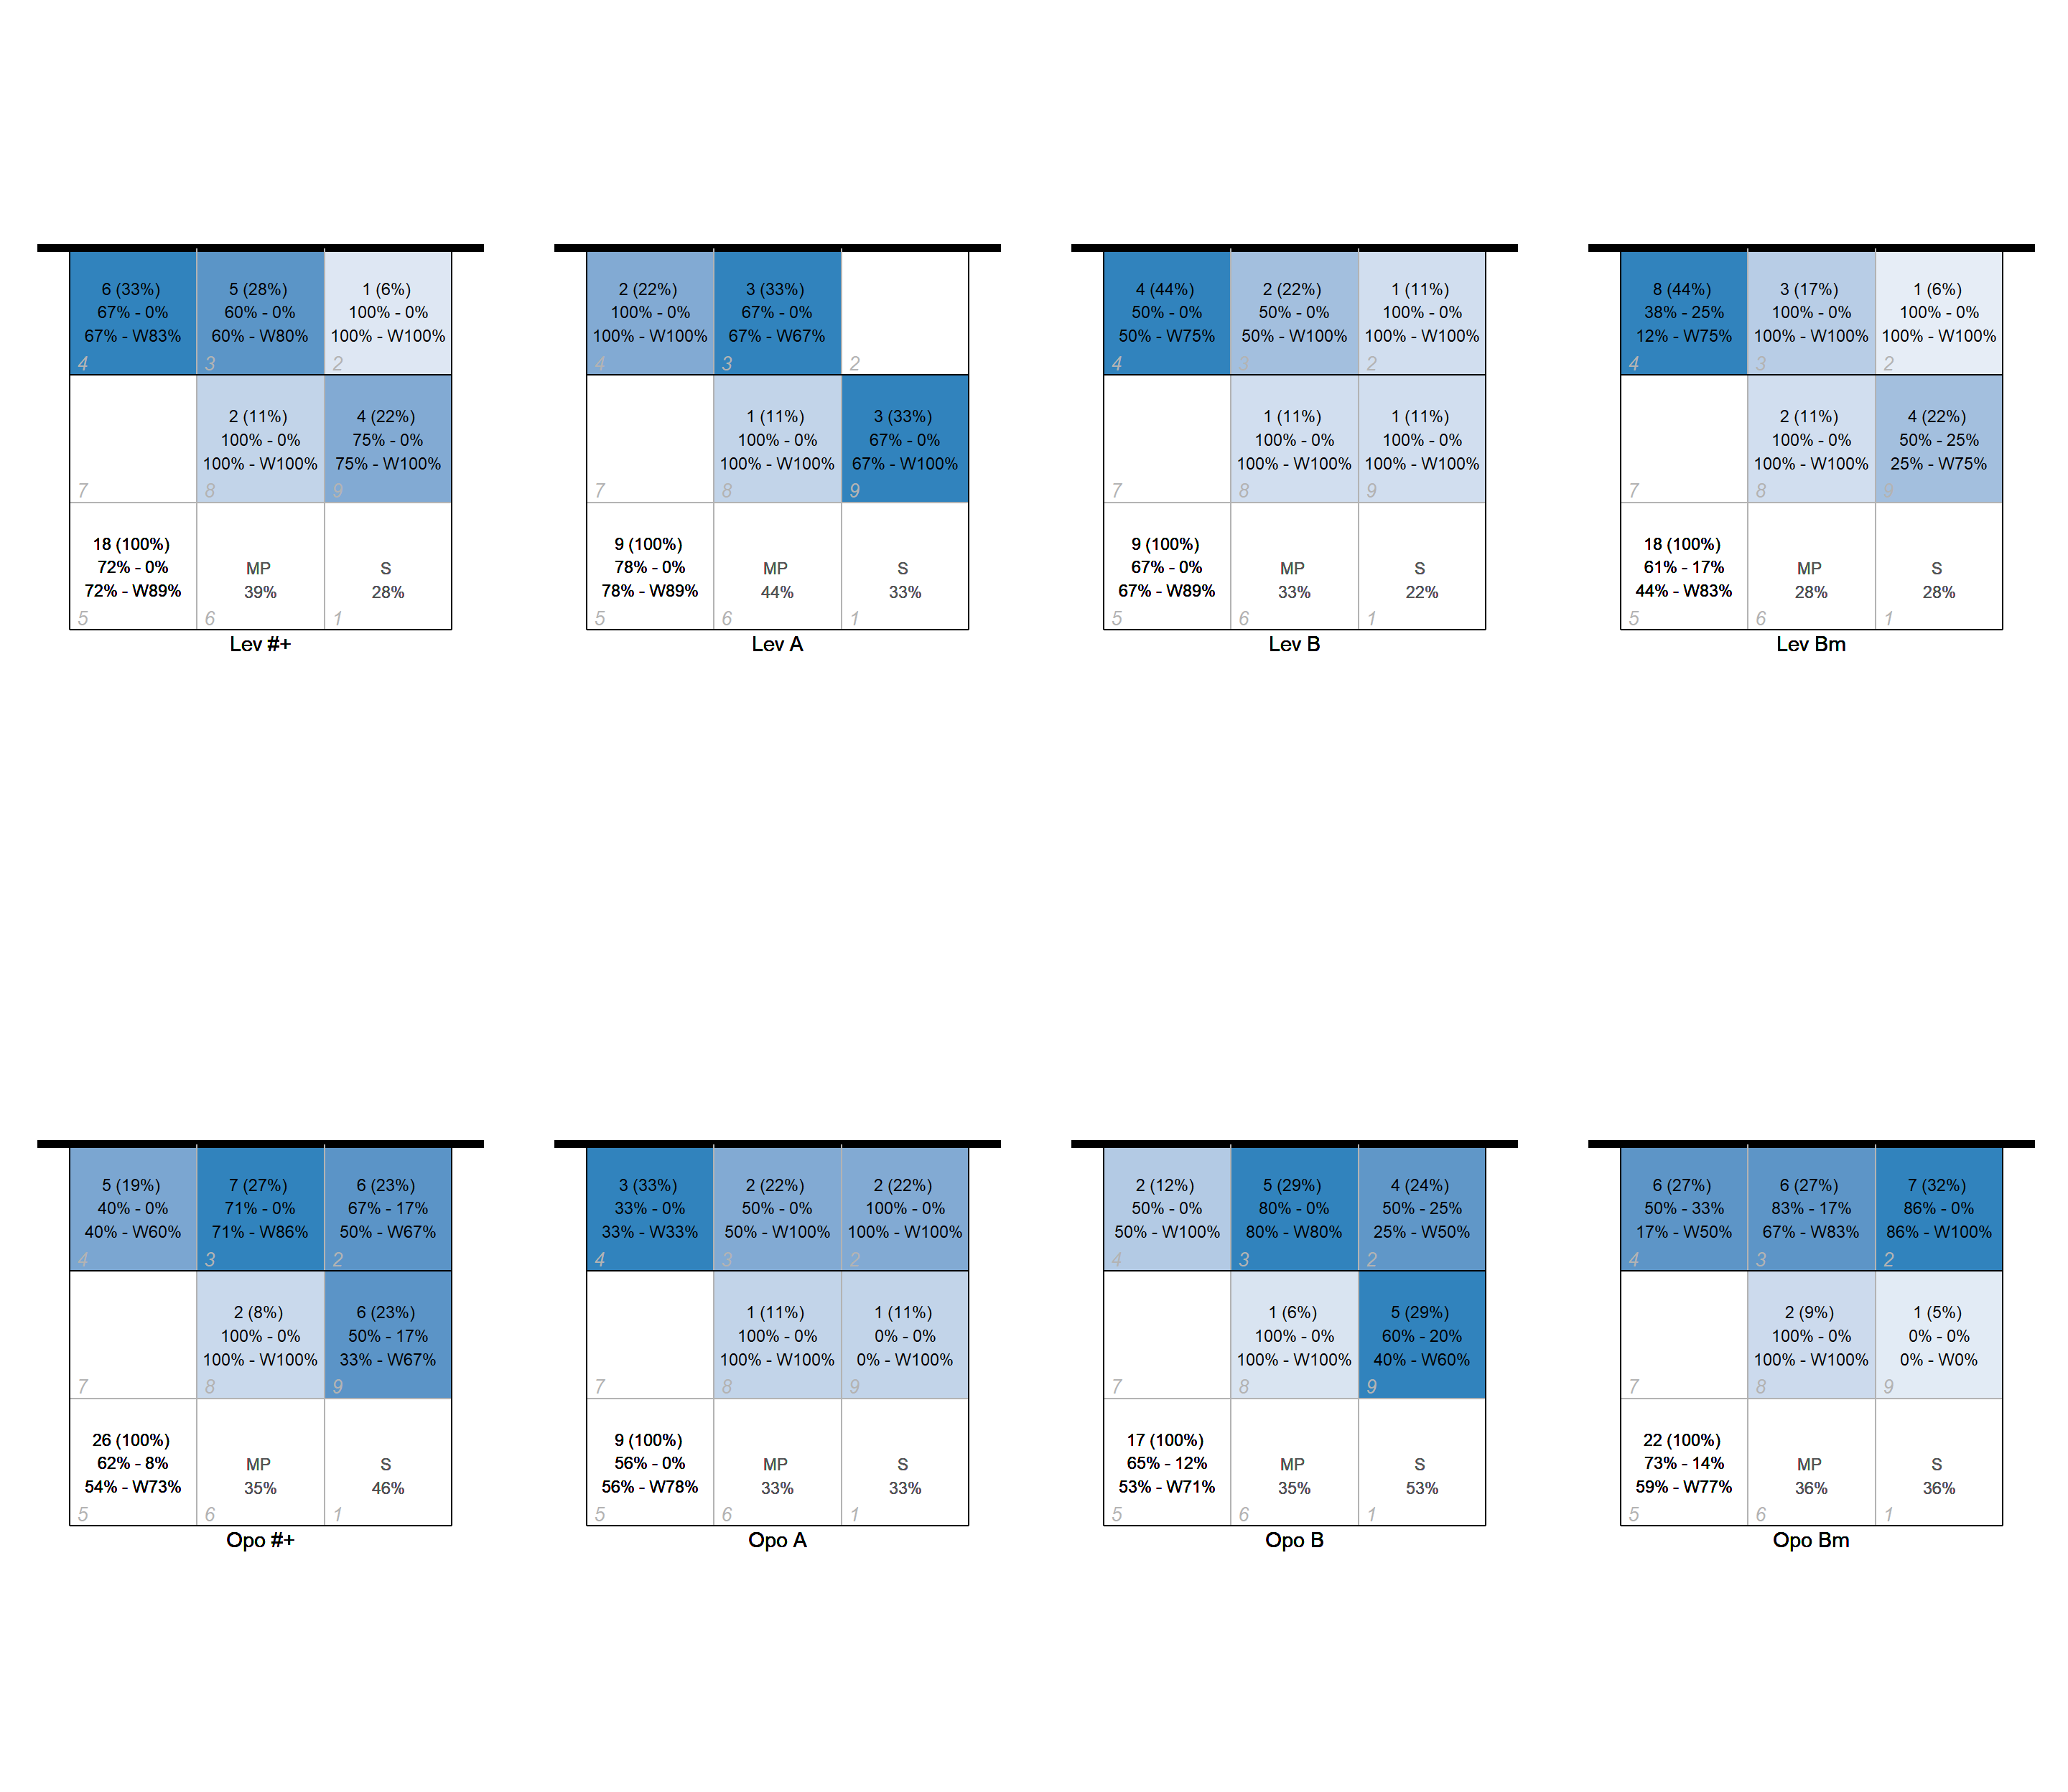 6 (33%)
67% - 0%
67% - W83%
4
5 (28%)
60% - 0%
60% - W80%
3
1 (6%)
100% - 0%
100% - W100%
2
7
2 (11%)
100% - 0%
100% - W100%
8
4 (22%)
75% - 0%
75% - W100%
9
18 (100%)
72% - 0%
72% - W89%
5
MP
39%
6
S
28%
1
Lev #+
2 (22%)
100% - 0%
100% - W100%
4
3 (33%)
67% - 0%
67% - W67%
3
2
7
1 (11%)
100% - 0%
100% - W100%
8
3 (33%)
67% - 0%
67% - W100%
9
9 (100%)
78% - 0%
78% - W89%
5
MP
44%
6
S
33%
1
Lev A
4 (44%)
50% - 0%
50% - W75%
4
2 (22%)
50% - 0%
50% - W100%
3
1 (11%)
100% - 0%
100% - W100%
2
7
1 (11%)
100% - 0%
100% - W100%
8
1 (11%)
100% - 0%
100% - W100%
9
9 (100%)
67% - 0%
67% - W89%
5
MP
33%
6
S
22%
1
Lev B
8 (44%)
38% - 25%
12% - W75%
4
3 (17%)
100% - 0%
100% - W100%
3
1 (6%)
100% - 0%
100% - W100%
2
7
2 (11%)
100% - 0%
100% - W100%
8
4 (22%)
50% - 25%
25% - W75%
9
18 (100%)
61% - 17%
44% - W83%
5
MP
28%
6
S
28%
1
Lev Bm
5 (19%)
40% - 0%
40% - W60%
4
7 (27%)
71% - 0%
71% - W86%
3
6 (23%)
67% - 17%
50% - W67%
2
7
2 (8%)
100% - 0%
100% - W100%
8
6 (23%)
50% - 17%
33% - W67%
9
26 (100%)
62% - 8%
54% - W73%
5
MP
35%
6
S
46%
1
Opo #+
3 (33%)
33% - 0%
33% - W33%
4
2 (22%)
50% - 0%
50% - W100%
3
2 (22%)
100% - 0%
100% - W100%
2
7
1 (11%)
100% - 0%
100% - W100%
8
1 (11%)
0% - 0%
0% - W100%
9
9 (100%)
56% - 0%
56% - W78%
5
MP
33%
6
S
33%
1
Opo A
2 (12%)
50% - 0%
50% - W100%
4
5 (29%)
80% - 0%
80% - W80%
3
4 (24%)
50% - 25%
25% - W50%
2
7
1 (6%)
100% - 0%
100% - W100%
8
5 (29%)
60% - 20%
40% - W60%
9
17 (100%)
65% - 12%
53% - W71%
5
MP
35%
6
S
53%
1
Opo B
6 (27%)
50% - 33%
17% - W50%
4
6 (27%)
83% - 17%
67% - W83%
3
7 (32%)
86% - 0%
86% - W100%
2
7
2 (9%)
100% - 0%
100% - W100%
8
1 (5%)
0% - 0%
0% - W0%
9
22 (100%)
73% - 14%
59% - W77%
5
MP
36%
6
S
36%
1
Opo Bm